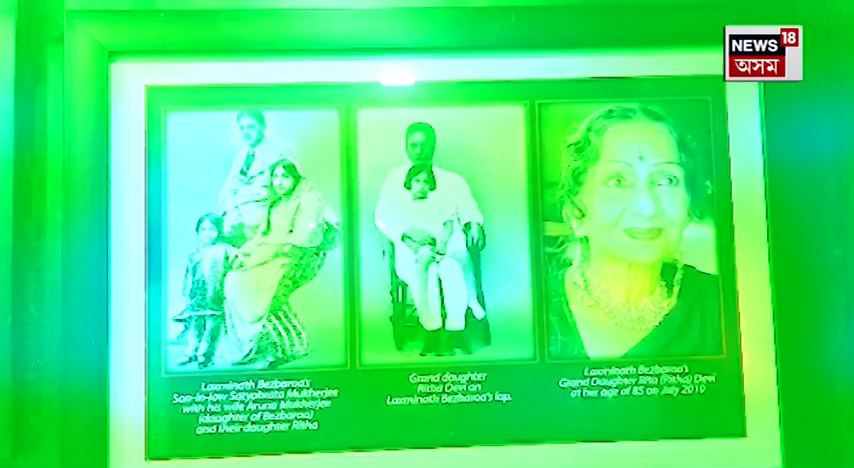 NEWS 18
অসম
Laxminath Bezbaroa's
Son-in-low Satyabrata Mukherjee
with his wife Aruna Mukherjee
(daughter of Bezbaroa)
and their daughter Ritha
Grand daughter
Ritha Devi on
Laxminath Bezbaroa's lap.
Laxminath Bezbaroa's
Grand Daughter Rita (Ritha) Devi
at her age of 85 on July 2010